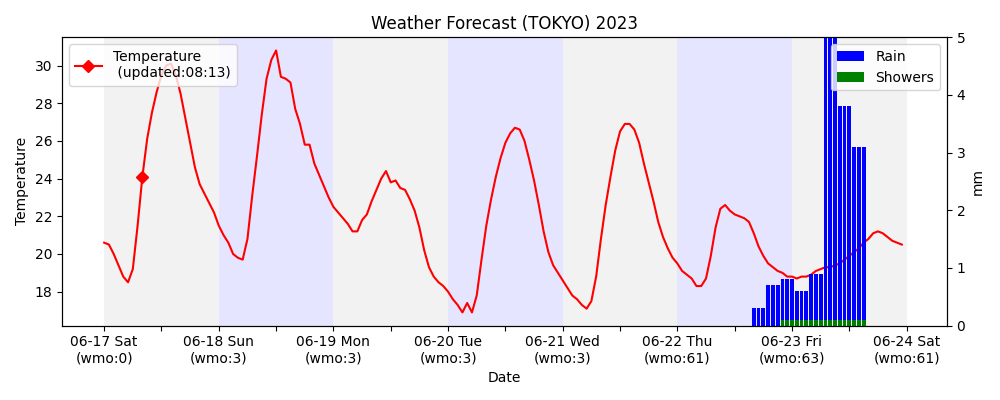 Weather Forecast (TOKYO) 2023
Temperature
(updated:08:13)
Rain
Showers
Temperature
30
28
26
24
22
20
18
5
4
3
2
1
0
mm
06-17 Sat
(wmo:0)
06-18 Sun
(wmo:3)
06-19 Mon
(wmo:3)
06-20 Tue
(wmo:3)
06-21 Wed
(wmo:3)
06-22 Thu
(wmo:61)
06-23 Fri
(wmo:63)
06-24 Sat
(wmo:61)
Date